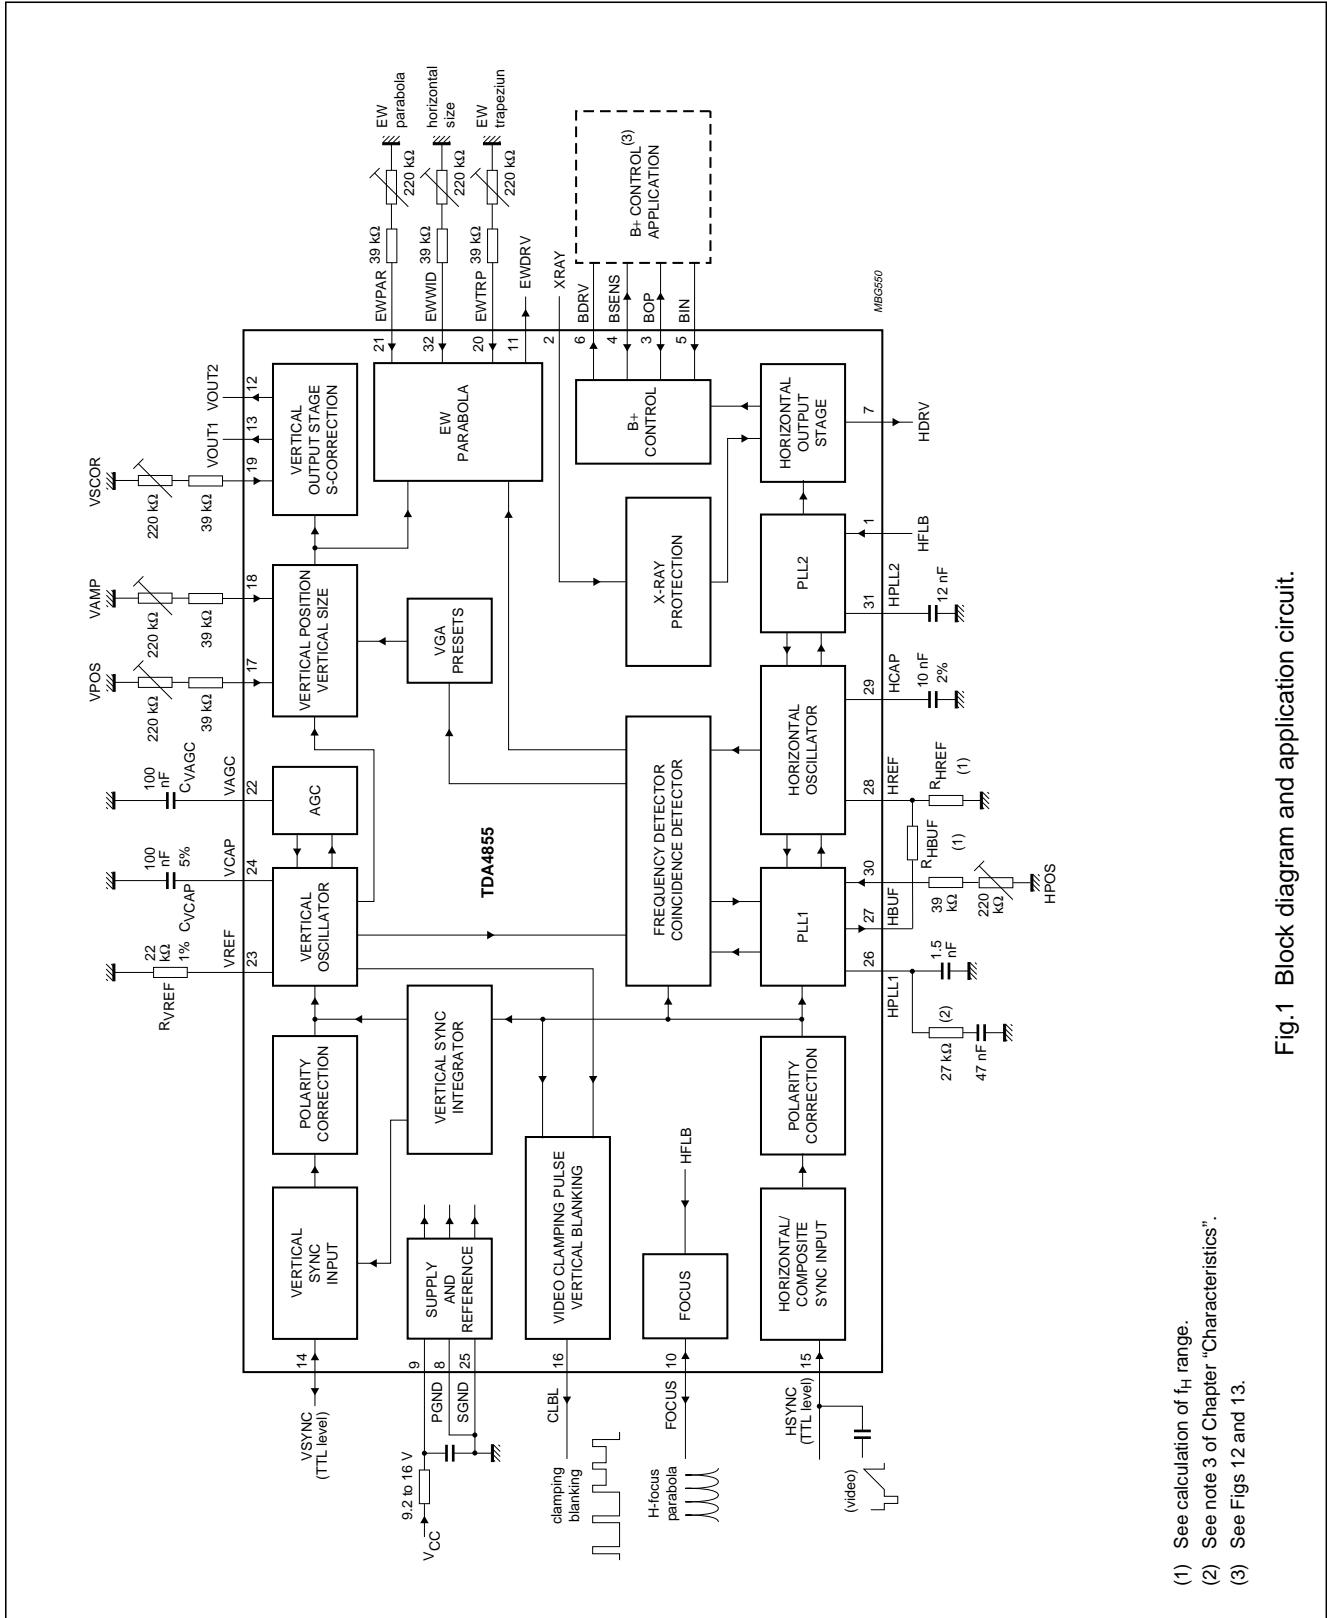 RVREF
22
kΩ
1%
VREF
23
CVCAP
100
nF
5%
VCAP
24
100
nF
CVAGC
VAGC
22
VPOS
220 kΩ
39 kΩ
17
VAMP
220 kΩ
39 kΩ
18
VSCOR
220 kΩ
39 kΩ
19
VOUT1
13
VOUT2
12
VSYNC
(TTL level)
14
VERTICAL
SYNC
INPUT
POLARITY
CORRECTION
VERTICAL
OSCILLATOR
AGC
VERTICAL POSITION
VERTICAL SIZE
VERTICAL
OUTPUT STAGE
S-CORRECTION
9.2 to 16 V
VCC
9
PGND
8
SGND
25
SUPPLY
AND
REFERENCE
VERTICAL SYNC
INTEGRATOR
TDA4855
VGA
PRESETS
EW
PARABOLA
EWPAR
21
39 kΩ
220 kΩ
EW
parabola
EWWID
32
39 kΩ
220 kΩ
horizontal
size
EWTRP
20
39 kΩ
220 kΩ
EW
trapeziun
11
EWDRV
clamping
blanking
CLBL
16
VIDEO CLAMPING PULSE
VERTICAL BLANKING
2
XRAY
H-focus
parabola
FOCUS
10
FOCUS
HFLB
FREQUENCY DETECTOR
COINCIDENCE DETECTOR
X-RAY
PROTECTION
B+
CONTROL
6
BDRV
4
BSENS
3
BOP
5
BIN
B+ CONTROL
APPLICATION
(3)
HSYNC
(TTL level)
15
(video)
HORIZONTAL/
COMPOSITE
SYNC INPUT
POLARITY
CORRECTION
PLL1
HORIZONTAL
OSCILLATOR
PLL2
HORIZONTAL
OUTPUT
STAGE
26
HPLL1
27 kΩ
(2)
47 nF
1.5
nF
27
HBUF
30
39
kΩ
220
kΩ
HPOS
RHBUF
(1)
28
HREF
RHREF
(1)
29
HCAP
10 nF
2%
31
HPLL2
12 nF
1
HFLB
7
HDRV
MBG550
(1) See calculation of fH range.
(2) See note 3 of Chapter “Characteristics”.
(3) See Figs 12 and 13.
Fig.1 Block diagram and application circuit.